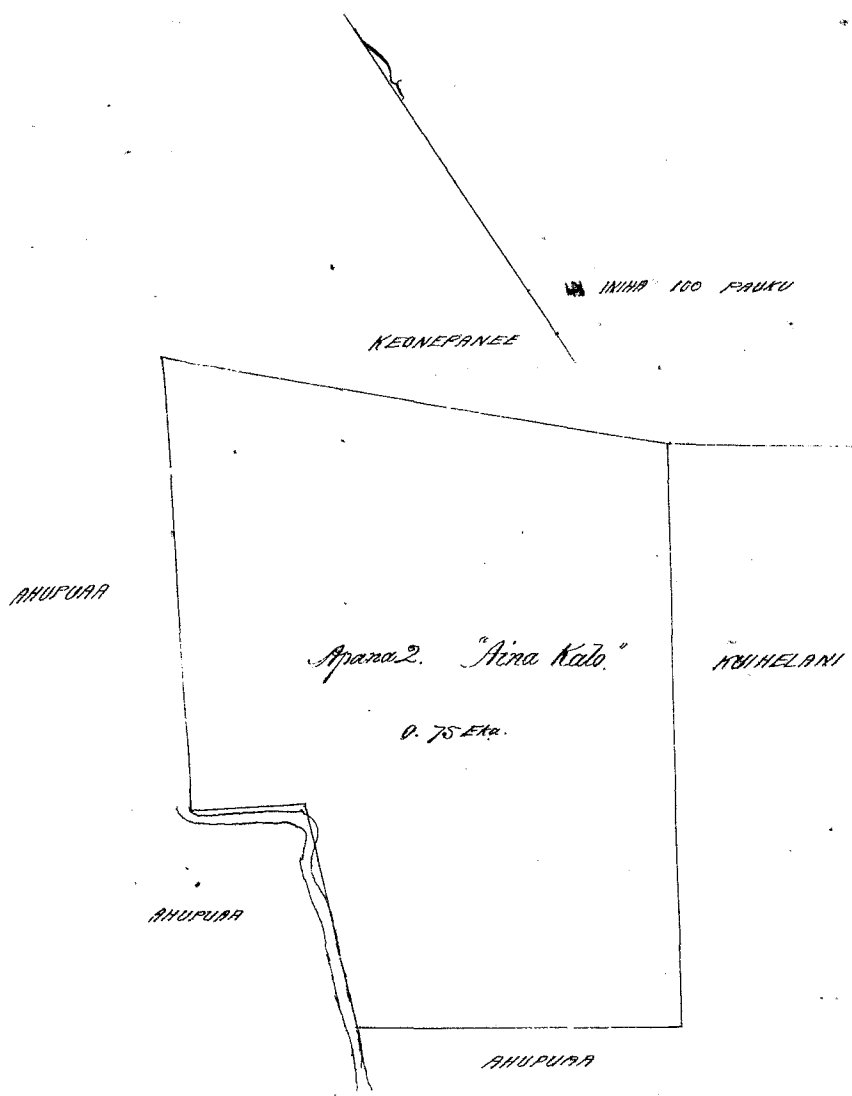 INIHA 100 PAUKU
KEONEPANEE
AHUPUAA
Apana 2. "Aina Kalo."
KUIHELANI
0.75 Eka.
AHUPUAA
AHUPUAA